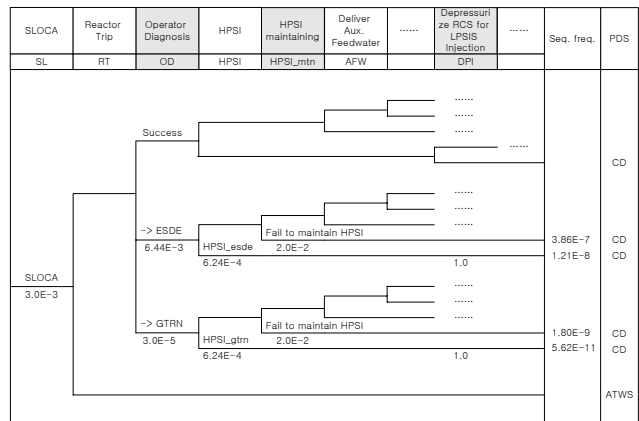 SLOCA
Reactor
Trip
Operator
Diagnosis
HPSI
HPSI
maintaining
Deliver
Aux.
Feedwater
······
Depressuri
ze RCS for
LPSIS
Injection
······
Seq. freq.
PDS
SL
RT
OD
HPSI
HPSI_mtn
AFW
DPI
······
Success
······
······
······
CD
······
······
-> ESDE
Fail to maintain HPSI
······
6.44E-3
HPSI_esde
2.0E-2
3.86E-7
CD
6.24E-4
1.0
1.21E-8
CD
SLOCA
3.0E-3
······
······
-> GTRN
Fail to maintain HPSI
······
3.0E-5
HPSI_gtrn
2.0E-2
1.80E-9
CD
6.24E-4
1.0
5.62E-11
CD
ATWS